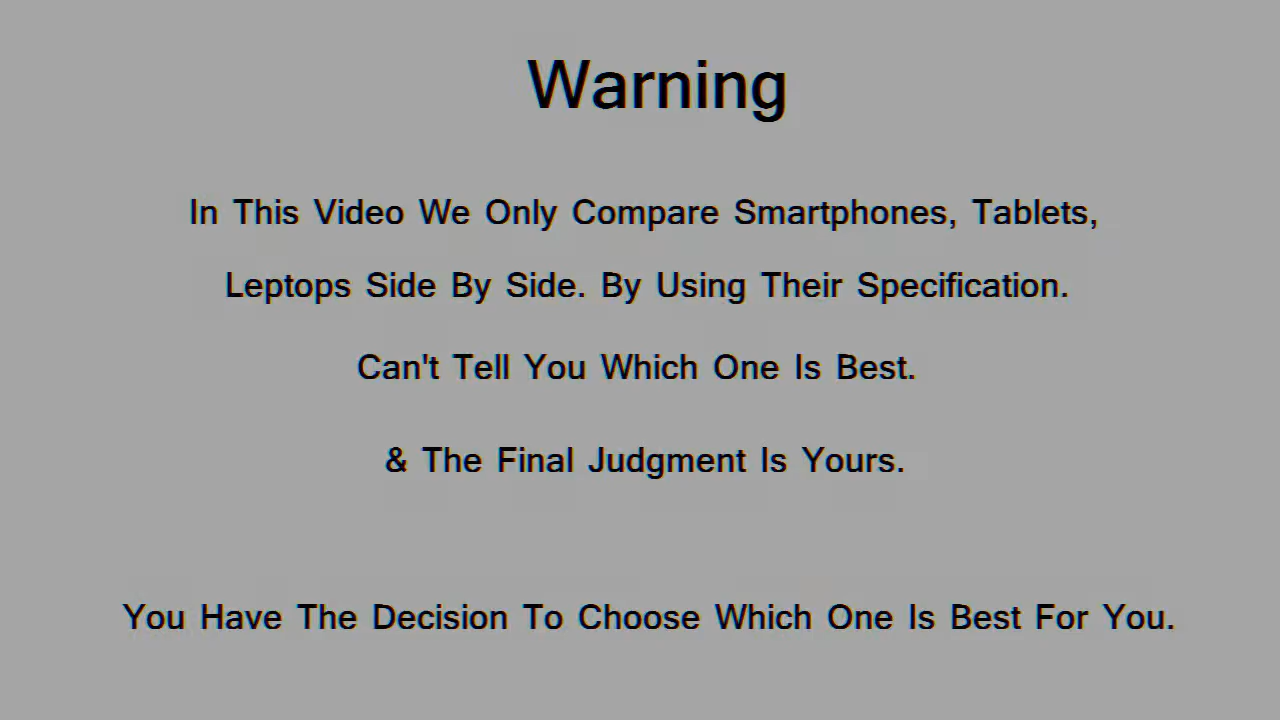 Warning
In This Video We Only Compare Smartphones, Tablets,
Leptops Side By Side. By Using Their Specification.
Can't Tell You Which One Is Best.
& The Final Judgment Is Yours.
You Have The Decision To Choose Which One Is Best For You.